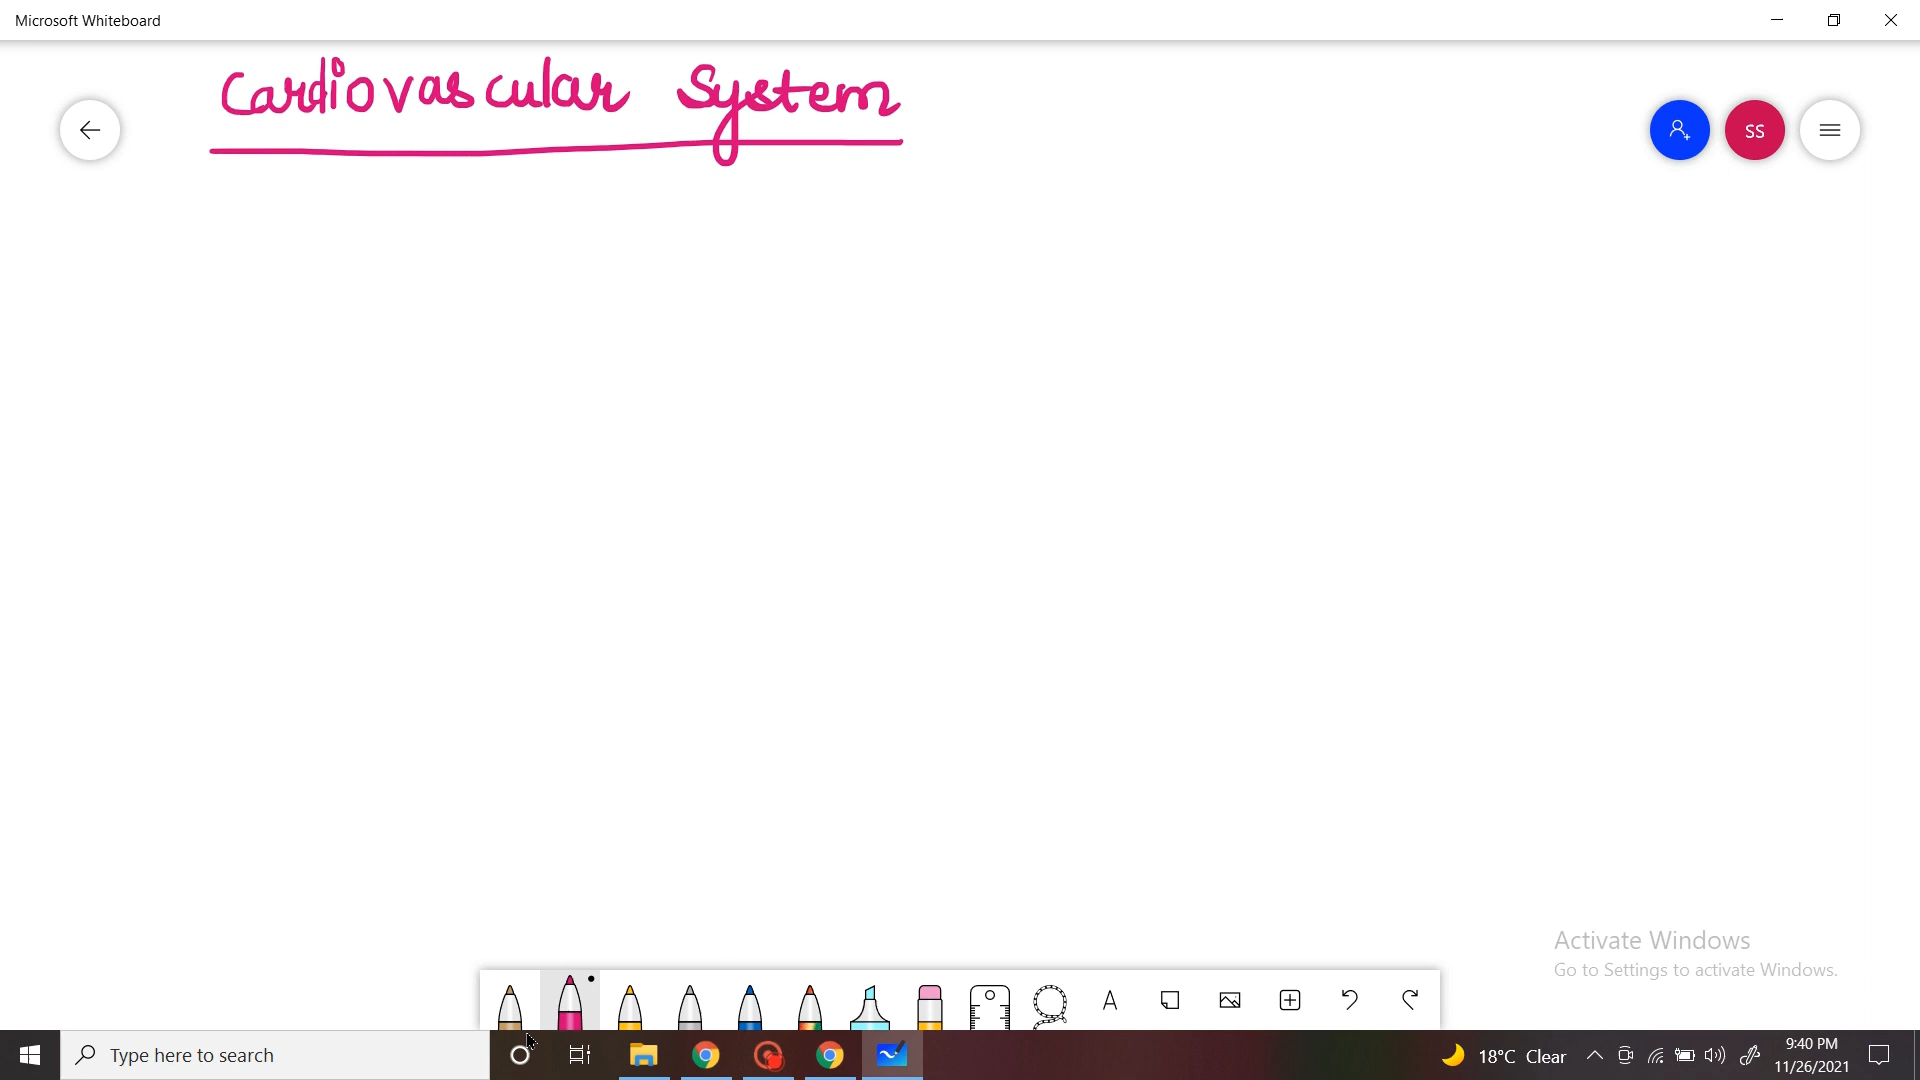 Microsoft Whiteboard
Cardiovascular System
SS
A
Activate Windows
Go to Settings to activate Windows.
Type here to search
18°C Clear
9:40 PM
11/26/2021